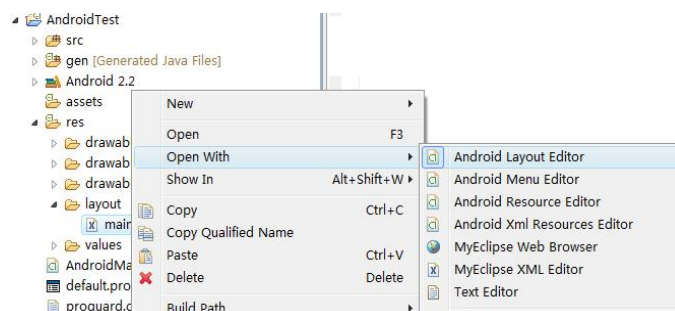 AndroidTest
src
gen [Generated Java Files]
Android 2.2
assets
res
drawab
drawab
drawab
layout
main
values
AndroidMa
default.pro
proguard.c
New
Open F3
Open With
Show In Alt+Shift+W
Copy Ctrl+C
Copy Qualified Name
Paste Ctrl+V
Delete Delete
Build Path
Android Layout Editor
Android Menu Editor
Android Resource Editor
Android Xml Resources Editor
MyEclipse Web Browser
MyEclipse XML Editor
Text Editor